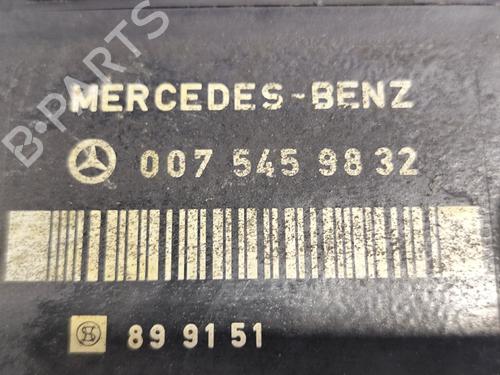 B-PARTS
MERCEDES-BENZ
007 545 98 32
89 91 51